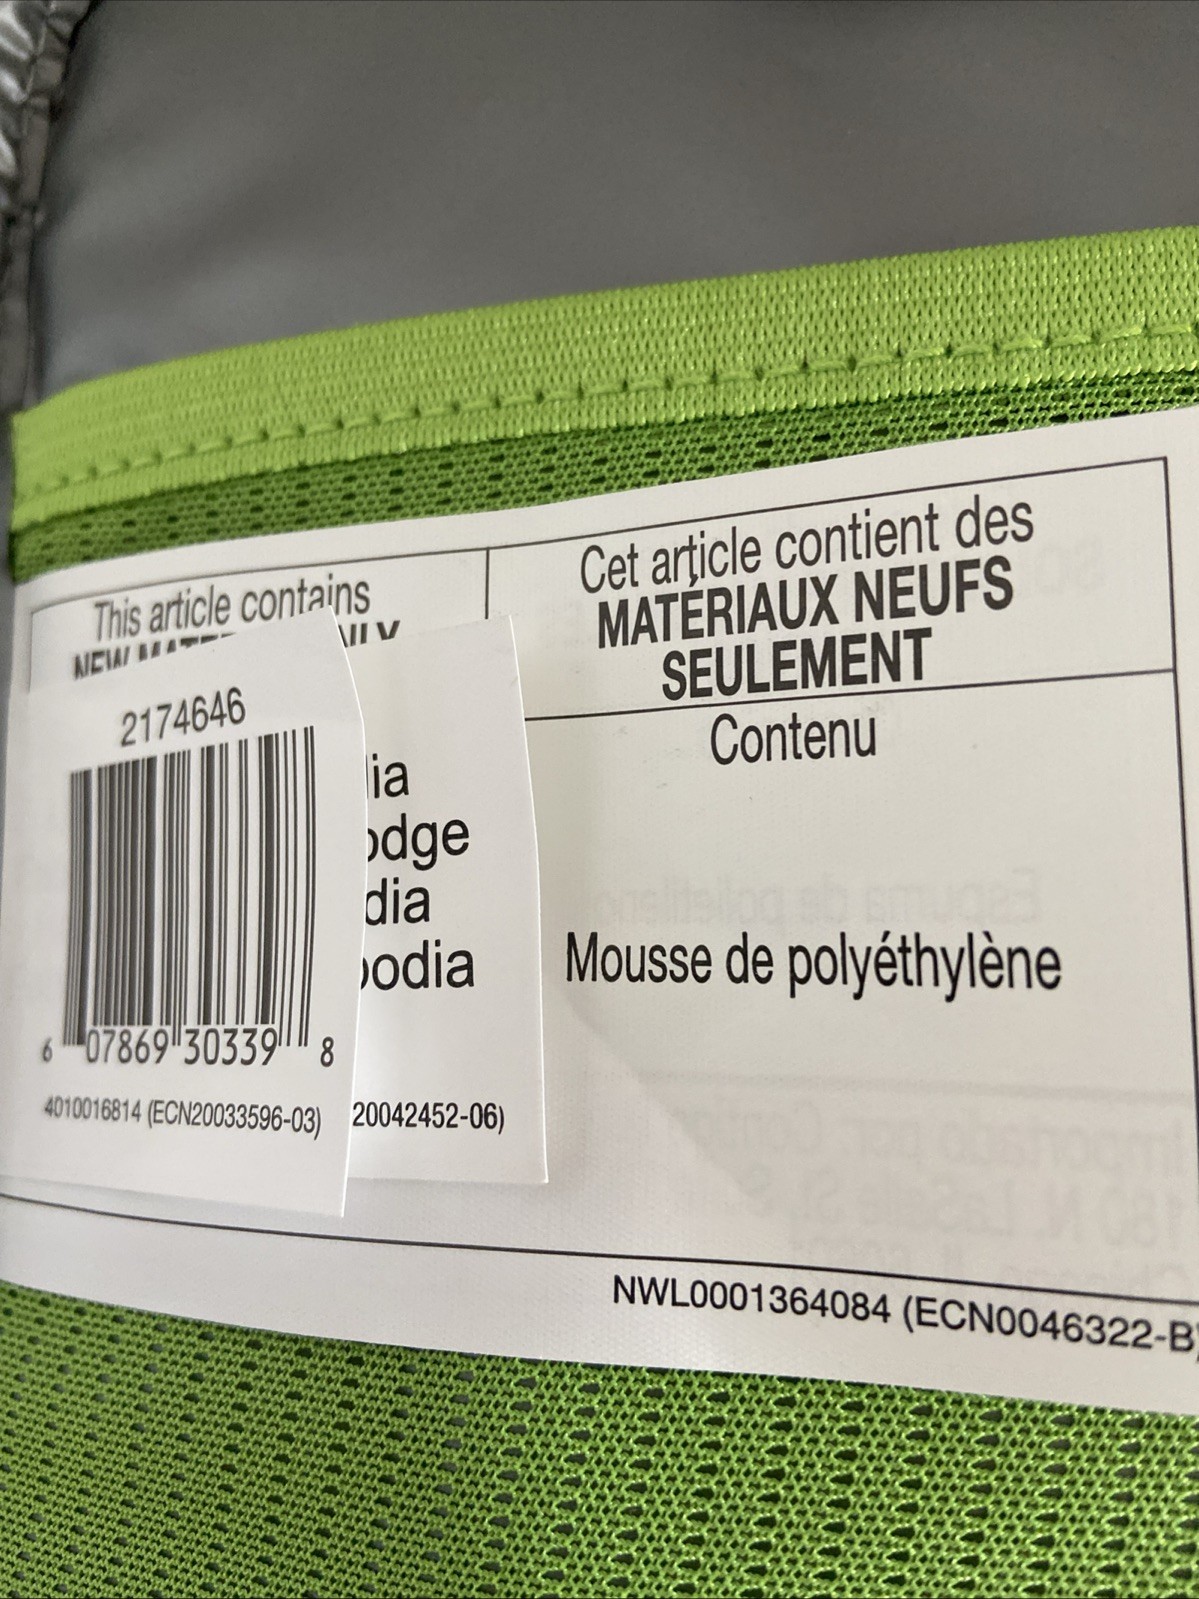 This article contains
NEW
2174646
6 07869 30339 8
4010016814 (ECN20033596-03)
ia
odge
dia
odia
20042452-06)
Cet article contient des
MATÉRIAUX NEUFS
SEULEMENT
Contenu
Mousse de polyéthylène
NWL0001364084 (ECN0046322-B)